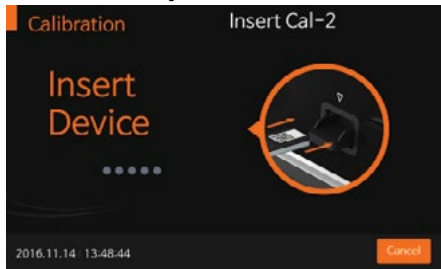 Calibration
Insert Cal-2
Insert
Device
2016.11.14 13:48:44
Cancel